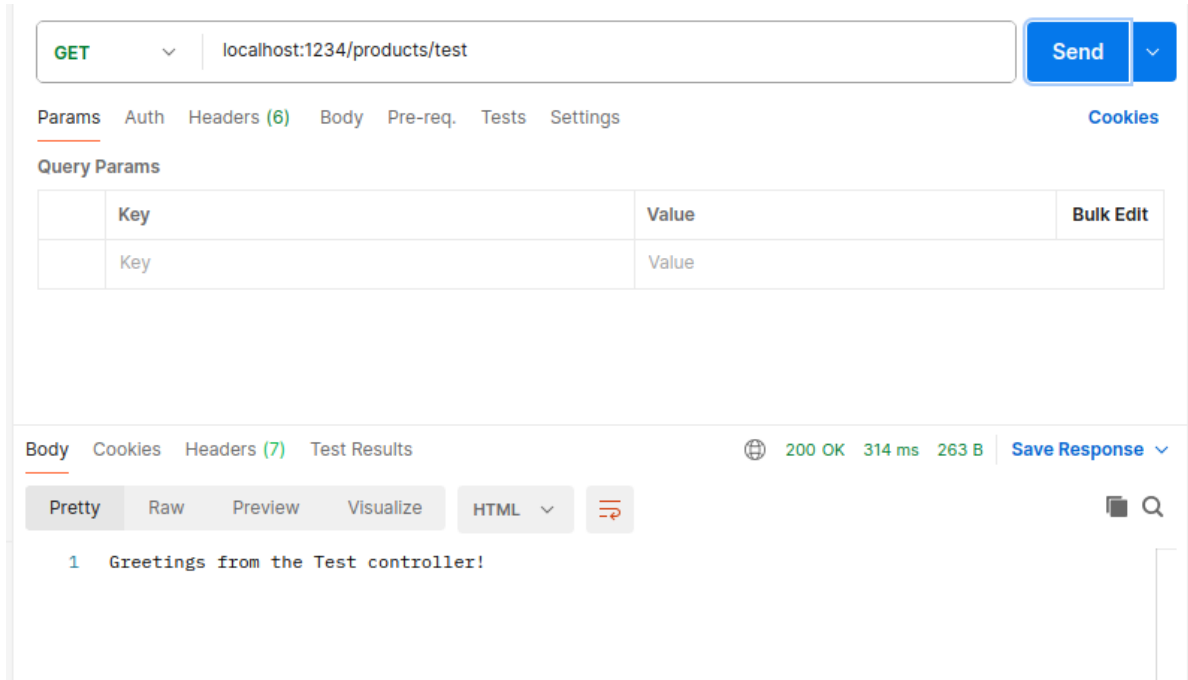 GET localhost:1234/products/test Send
Params Auth Headers (6) Body Pre-req. Tests Settings Cookies
Query Params
Key Value Bulk Edit
Key Value
Body Cookies Headers (7) Test Results 200 OK 314 ms 263 B Save Response
Pretty Raw Preview Visualize HTML
1 Greetings from the Test controller!